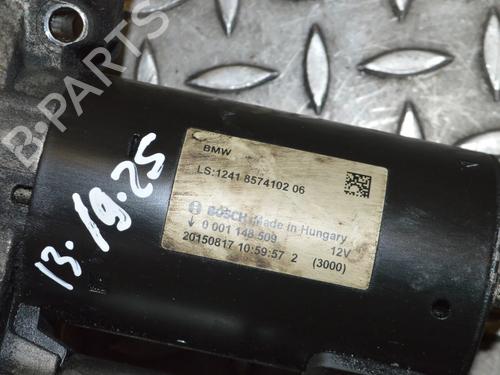 B-PARTS
BMW
LS:1241 8574102 06
BOSCH Made in Hungary
0 001 148 509 12V
20150817 10:59:57 2 (3000)
13.19.25